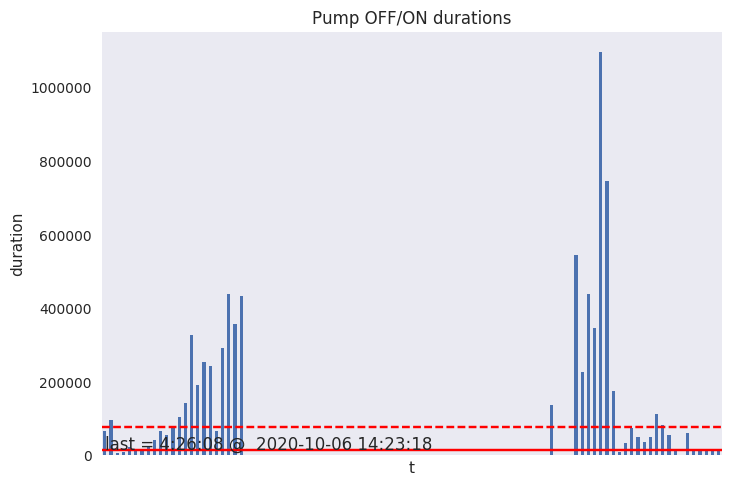 Pump OFF/ON durations
1000000
800000
600000
400000
200000
0
duration
last = 4:26:08 @  2020-10-06 14:23:18
t